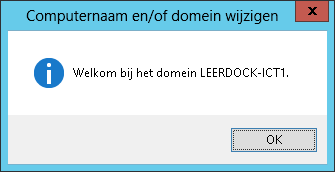 Computernaam en/of domein wijzigen
Welkom bij het domein LEERDOCK-ICT1.
OK